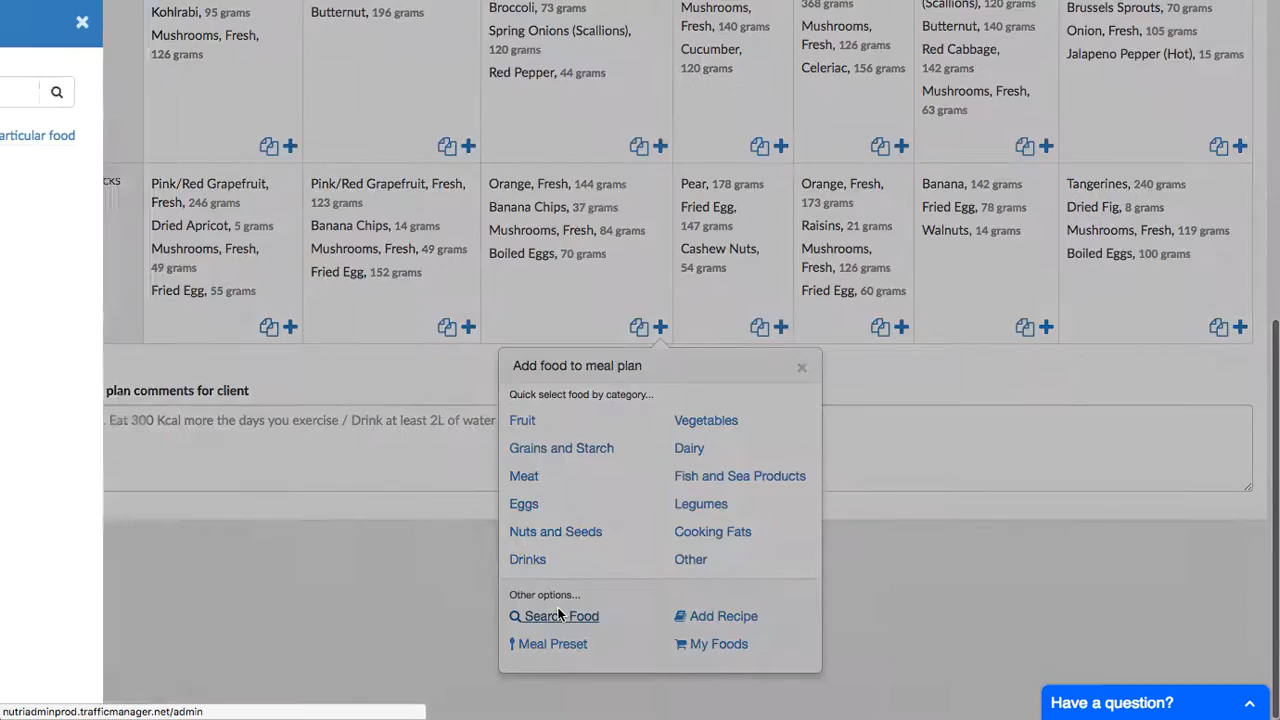 ×
articular food
Kohlrabi, 95 grams
Mushrooms, Fresh,
126 grams
Butternut, 196 grams
Broccoli, 73 grams
Spring Onions (Scallions),
120 grams
Red Pepper, 44 grams
Mushrooms,
Fresh, 140 grams
Cucumber,
120 grams
368 grams
Mushrooms,
Fresh, 126 grams
Celeriac, 156 grams
(Scallions), 120 grams
Butternut, 140 grams
Red Cabbage,
142 grams
Mushrooms, Fresh,
63 grams
Brussels Sprouts, 70 grams
Onion, Fresh, 105 grams
Jalapeno Pepper (Hot), 15 grams
CKS
Pink/Red Grapefruit,
Fresh, 246 grams
Dried Apricot, 5 grams
Mushrooms, Fresh,
49 grams
Fried Egg, 55 grams
Pink/Red Grapefruit, Fresh,
123 grams
Banana Chips, 14 grams
Mushrooms, Fresh, 49 grams
Fried Egg, 152 grams
Orange, Fresh, 144 grams
Banana Chips, 37 grams
Mushrooms, Fresh, 84 grams
Boiled Eggs, 70 grams
Pear, 178 grams
Fried Egg,
147 grams
Cashew Nuts,
54 grams
Orange, Fresh,
173 grams
Raisins, 21 grams
Mushrooms,
Fresh, 126 grams
Fried Egg, 60 grams
Banana, 142 grams
Fried Egg, 78 grams
Walnuts, 14 grams
Tangerines, 240 grams
Dried Fig, 8 grams
Mushrooms, Fresh, 119 grams
Boiled Eggs, 100 grams
plan comments for client
. Eat 300 Kcal more the days you exercise / Drink at least 2L of water
Add food to meal plan ×
Quick select food by category...
Fruit Vegetables
Grains and Starch Dairy
Meat Fish and Sea Products
Eggs Legumes
Nuts and Seeds Cooking Fats
Drinks Other
Other options...
Search Food Add Recipe
Meal Preset My Foods
Have a question?
nutriadminprod.trafficmanager.net/admin